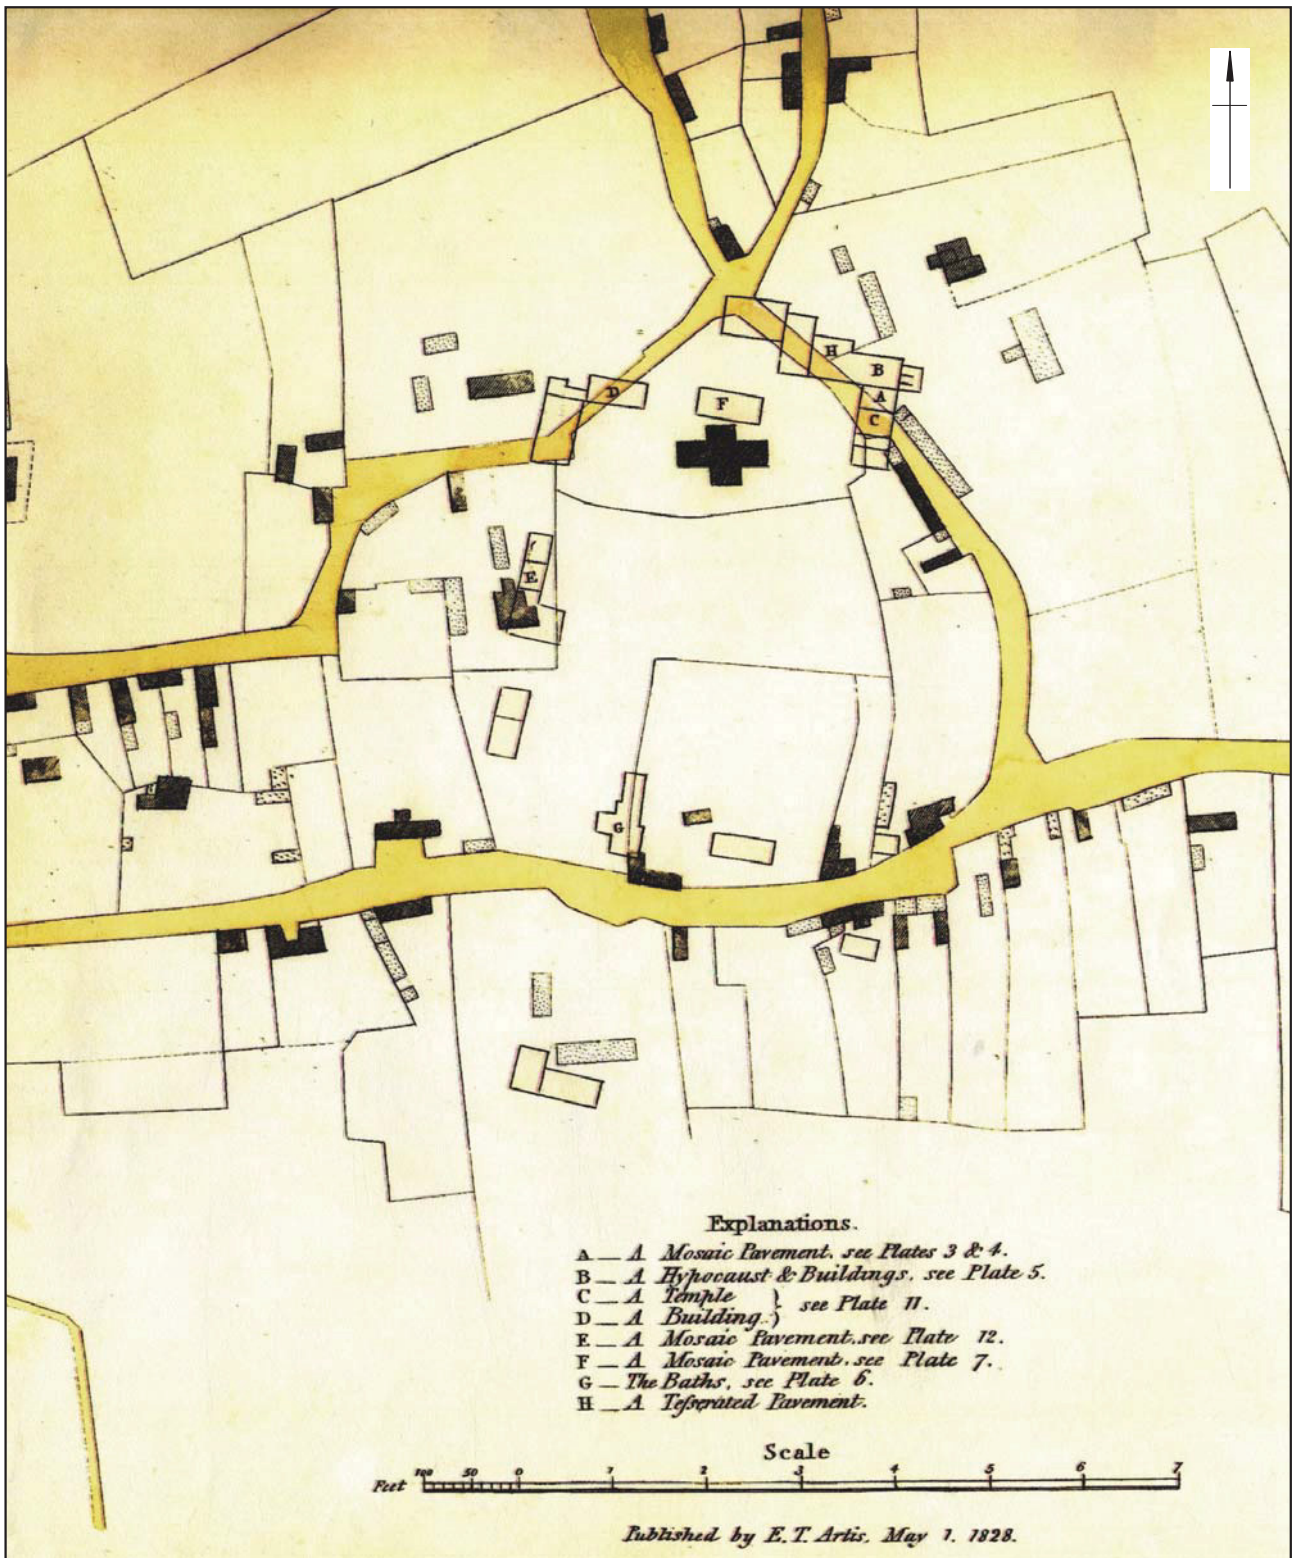 H
B
D
A
F
C
E
G
Explanations.
A — A Mosaic Pavement, see Plates 3 & 4.
B — A Hypocaust & Buildings, see Plate 5.
C — A Temple } see Plate 11.
D — A Building }
E — A Mosaic Pavement, see Plate 12.
F — A Mosaic Pavement, see Plate 7.
G — The Baths, see Plate 6.
H — A Teſserated Pavement.
Scale
Feet 100 50 0 1 2 3 4 5 6 7
Published by E. T. Artis, May 1. 1828.